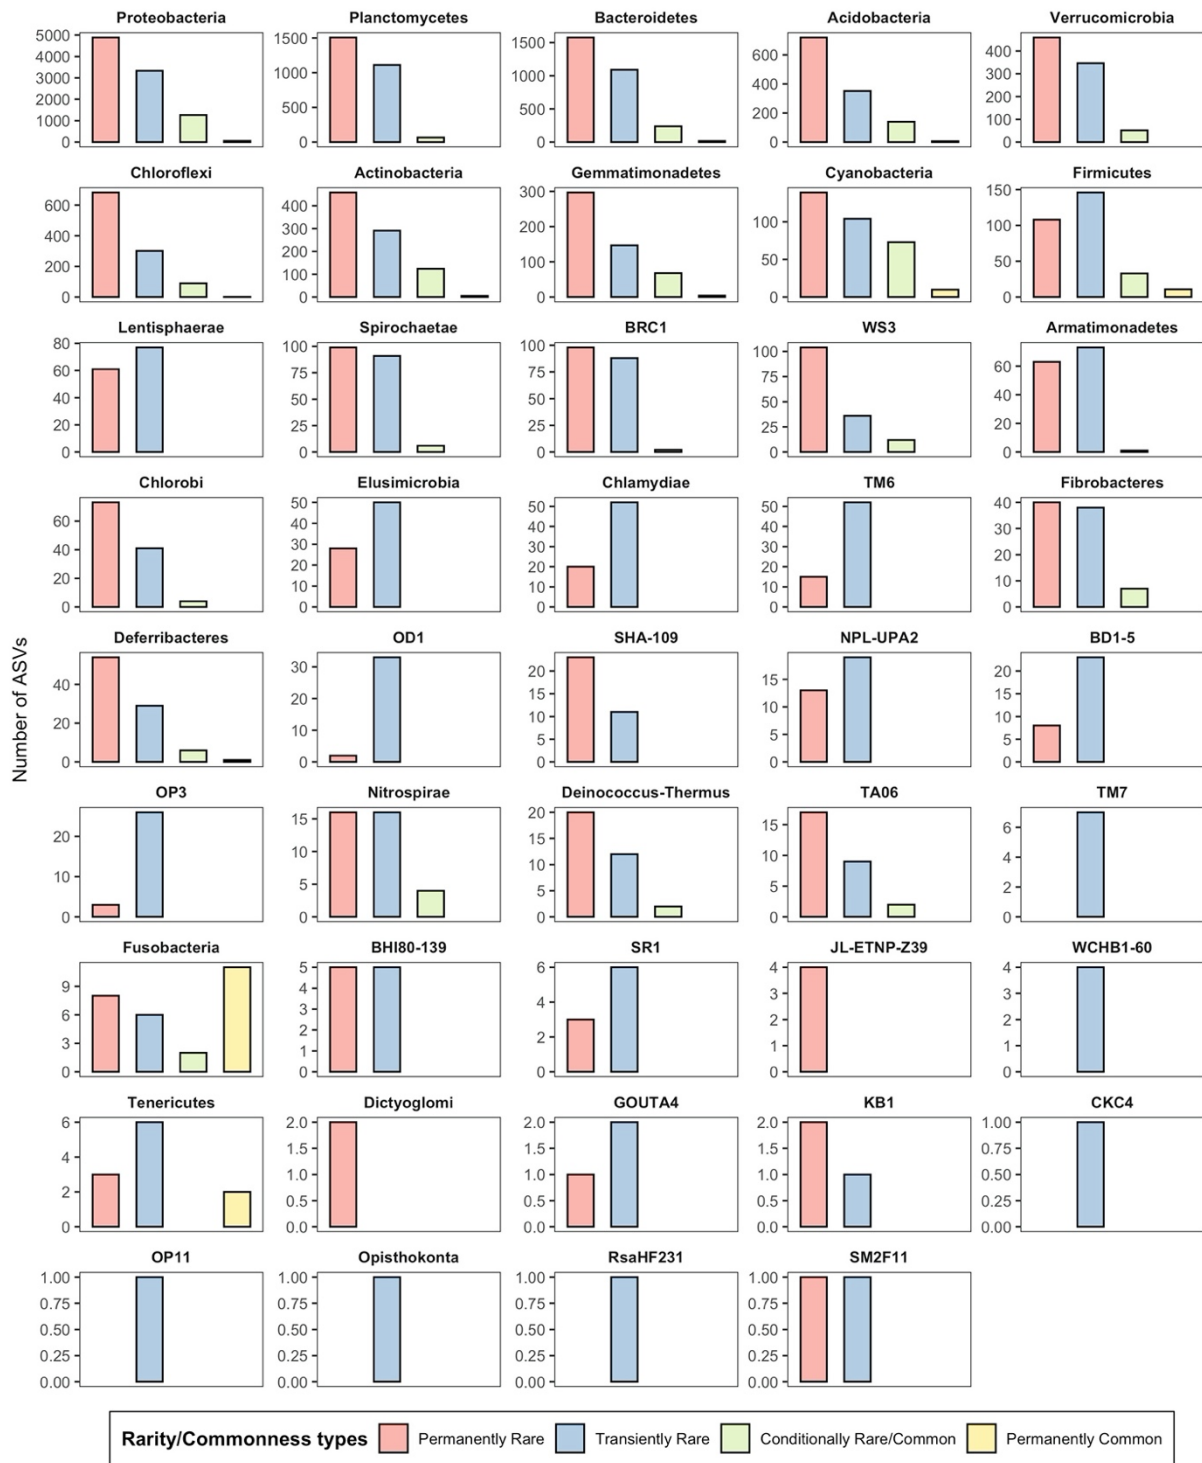 Proteobacteria Planctomycetes Bacteroidetes Acidobacteria Verrucomicrobia
5000 4000 3000 2000 1000 0
1500 1000 500 0
1500 1000 500 0
600 400 200 0
400 300 200 100 0
Chloroflexi Actinobacteria Gemmatimonadetes Cyanobacteria Firmicutes
600 400 200 0
400 300 200 100 0
300 200 100 0
100 50 0
150 100 50 0
Lentisphaerae Spirochaetae BRC1 WS3 Armatimonadetes
80 60 40 20 0
100 75 50 25 0
100 75 50 25 0
100 75 50 25 0
60 40 20 0
Chlorobi Elusimicrobia Chlamydiae TM6 Fibrobacteres
60 40 20 0
50 40 30 20 10 0
50 40 30 20 10 0
50 40 30 20 10 0
40 30 20 10 0
Number of ASVs
Deferribacteres OD1 SHA-109 NPL-UPA2 BD1-5
40 20 0
30 20 10 0
20 15 10 5 0
15 10 5 0
20 15 10 5 0
OP3 Nitrospirae Deinococcus-Thermus TA06 TM7
20 10 0
15 10 5 0
20 15 10 5 0
15 10 5 0
6 4 2 0
Fusobacteria BHI80-139 SR1 JL-ETNP-Z39 WCHB1-60
9 6 3 0
5 4 3 2 1 0
6 4 2 0
4 3 2 1 0
4 3 2 1 0
Tenericutes Dictyoglomi GOUTA4 KB1 CKC4
6 4 2 0
2.0 1.5 1.0 0.5 0.0
2.0 1.5 1.0 0.5 0.0
2.0 1.5 1.0 0.5 0.0
1.00 0.75 0.50 0.25 0.00
OP11 Opisthokonta RsaHF231 SM2F11
1.00 0.75 0.50 0.25 0.00
1.00 0.75 0.50 0.25 0.00
1.00 0.75 0.50 0.25 0.00
1.00 0.75 0.50 0.25 0.00
Rarity/Commonness types Permanently Rare Transiently Rare Conditionally Rare/Common Permanently Common